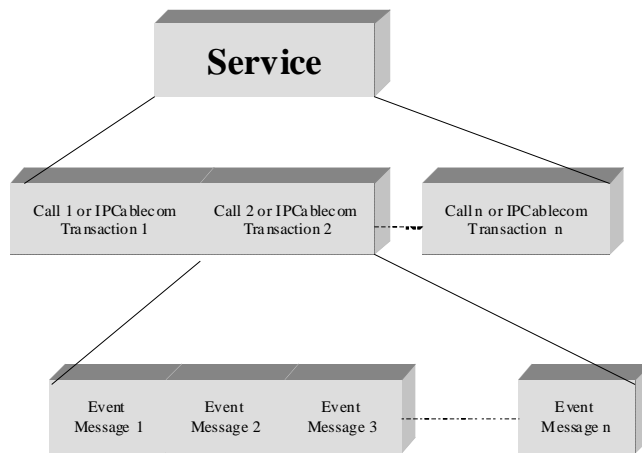 Service
Call 1 or IPCablecom
Transaction 1
Call 2 or IPCablecom
Transaction 2
Call n or IPCablecom
Transaction n
Event
Message 1
Event
Message 2
Event
Message 3
Event
Message n